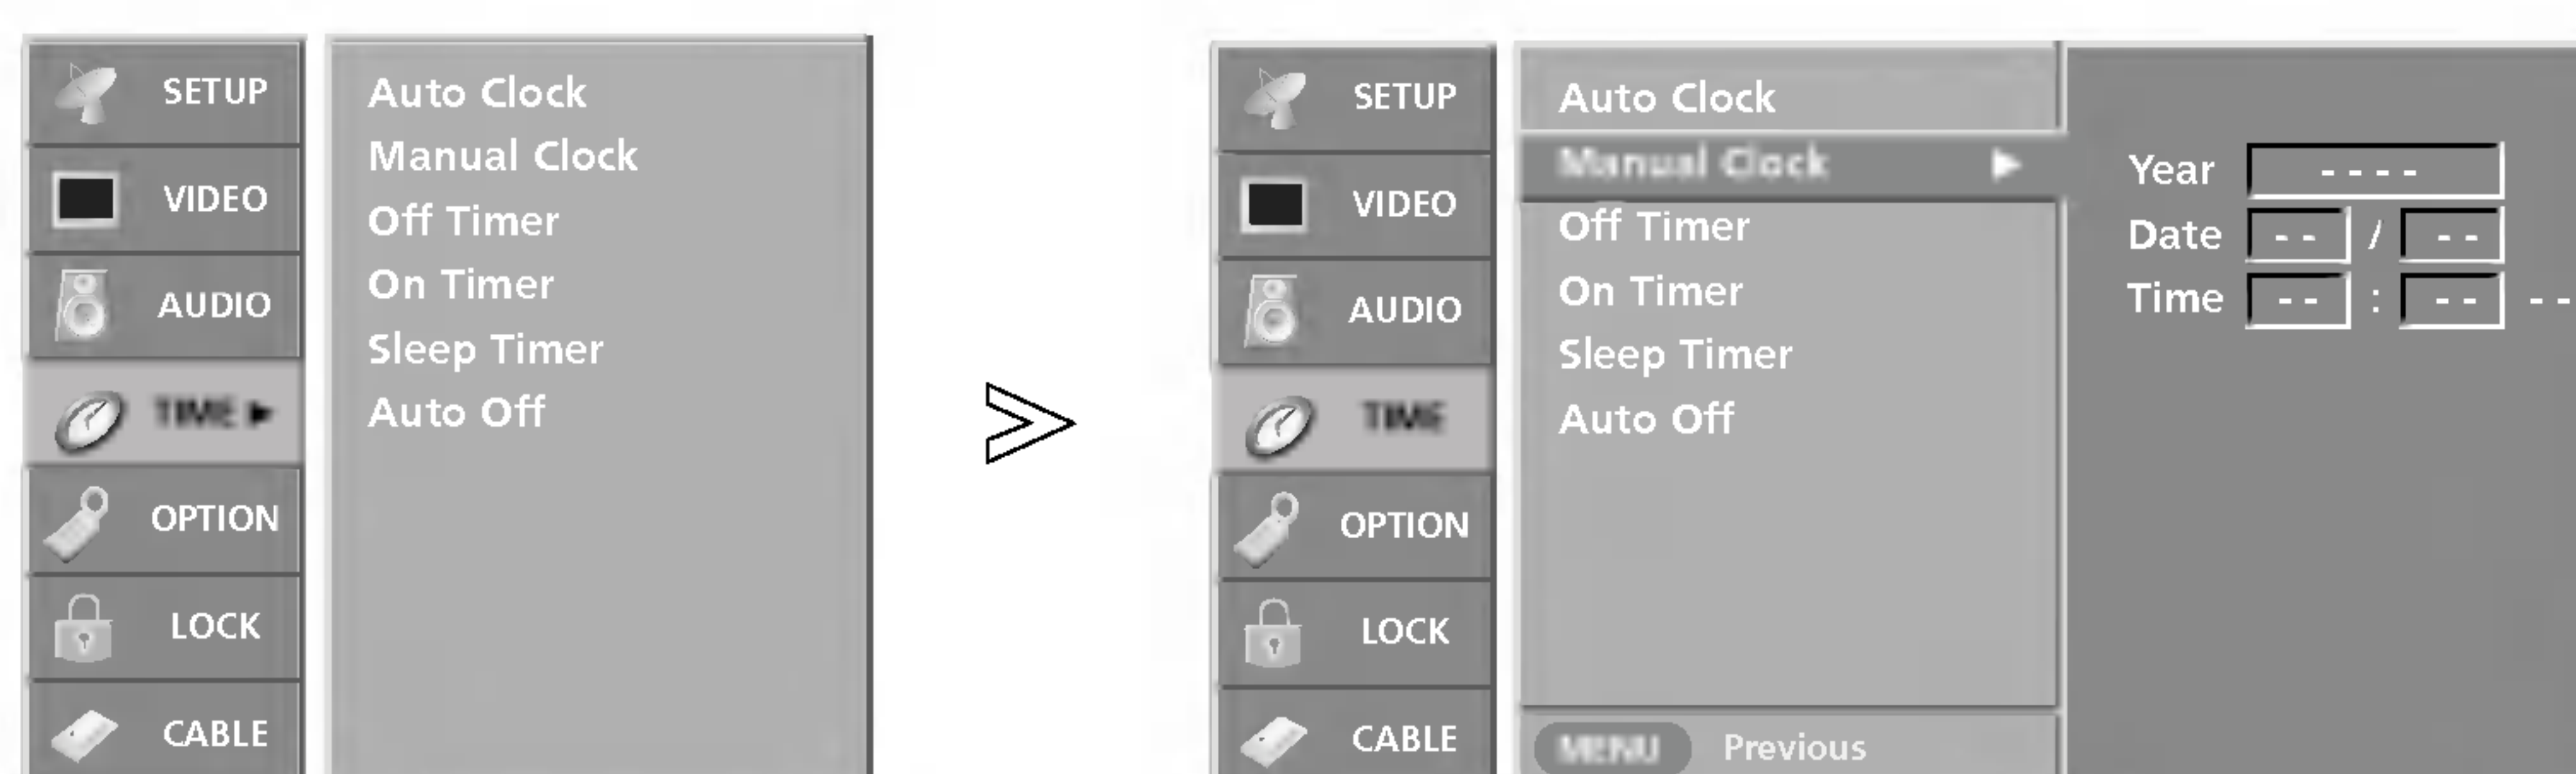 SETUP
VIDEO
AUDIO
TIME ►
OPTION
LOCK
CABLE
Auto Clock
Manual Clock
Off Timer
On Timer
Sleep Timer
Auto Off
SETUP
VIDEO
AUDIO
TIME
OPTION
LOCK
CABLE
Auto Clock
Manual Clock ►
Off Timer
On Timer
Sleep Timer
Auto Off
MENU Previous
Year - - - -
Date - - / - -
Time - - : - - - -